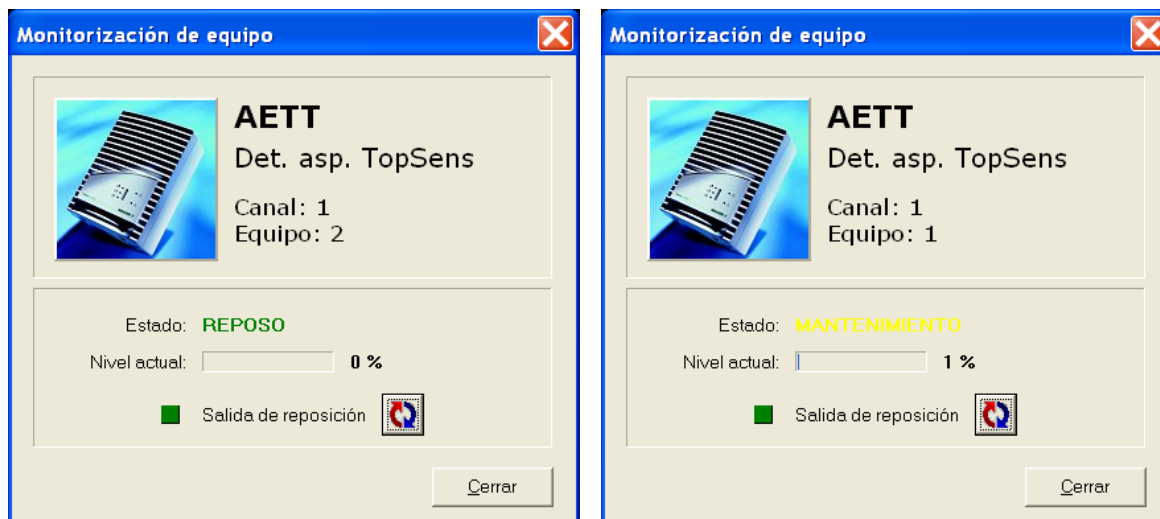 Monitorización de equipo
AETT
Det. asp. TopSens
Canal: 1
Equipo: 2
Estado: REPOSO
Nivel actual: 0 %
Salida de reposición
Cerrar
Monitorización de equipo
AETT
Det. asp. TopSens
Canal: 1
Equipo: 1
Estado: MANTENIMIENTO
Nivel actual: 1 %
Salida de reposición
Cerrar